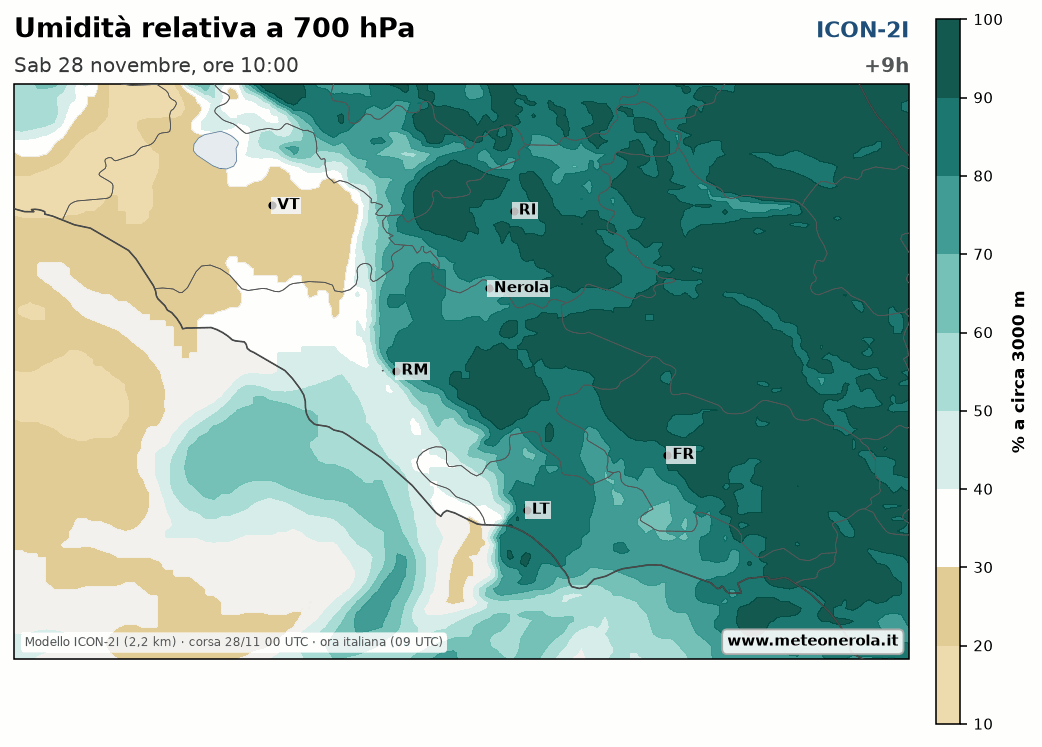 Umidità relativa a 700 hPa
ICON-2I
Sab 28 novembre, ore 10:00
+9h
100
90
80
70
60
50
40
30
20
10
% a circa 3000 m
VT
RI
Nerola
RM
FR
LT
Modello ICON-2I (2,2 km) · corsa 28/11 00 UTC · ora italiana (09 UTC)
www.meteonerola.it